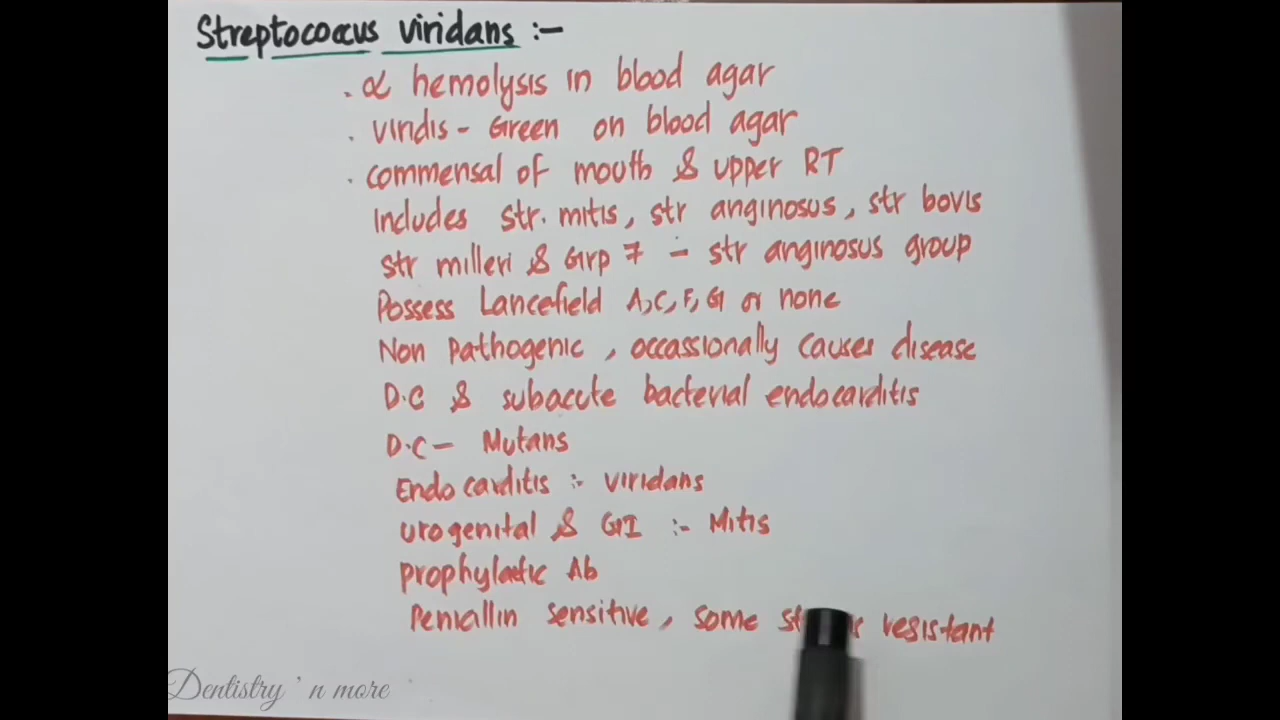 Streptococcus viridans :-
. α hemolysis in blood agar
. Viridis - Green on blood agar
. commensal of mouth & upper RT
Includes str. mitis, str anginosus, str bovis
str milleri & Grp 7 - str anginosus group
Possess Lancefield A, C, F, G or none
Non pathogenic, occassionally causes disease
D.C & subacute bacterial endocarditis
D.C - Mutans
Endocarditis :- viridans
urogenital & GI :- Mitis
prophylactic Ab
Penicillin sensitive, some resistant
Dentistry ' n more